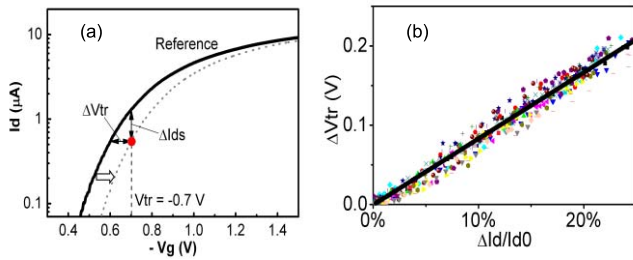 (a)
Reference
ΔVtr
ΔIds
Vtr = -0.7 V
Id (μA)
10
1
0.1
0.4 0.6 0.8 1.0 1.2 1.4
- Vg (V)
(b)
ΔVtr (V)
0.2
0.1
0.0
0% 10% 20%
ΔId/Id0